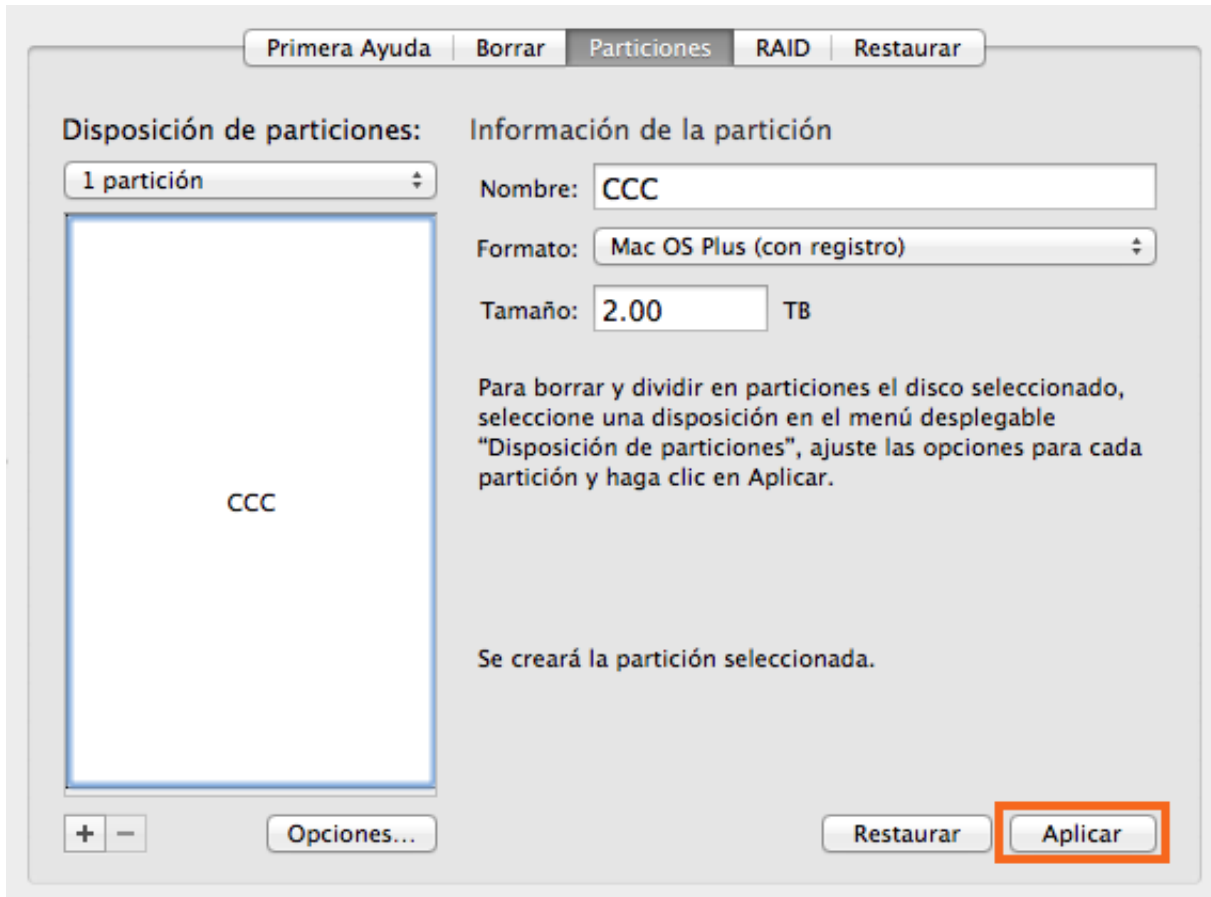 Primera Ayuda Borrar Particiones RAID Restaurar
Disposición de particiones:
1 partición
CCC
+ −
Opciones...
Información de la partición
Nombre: CCC
Formato: Mac OS Plus (con registro)
Tamaño: 2.00 TB
Para borrar y dividir en particiones el disco seleccionado,
seleccione una disposición en el menú desplegable
“Disposición de particiones”, ajuste las opciones para cada
partición y haga clic en Aplicar.
Se creará la partición seleccionada.
Restaurar Aplicar